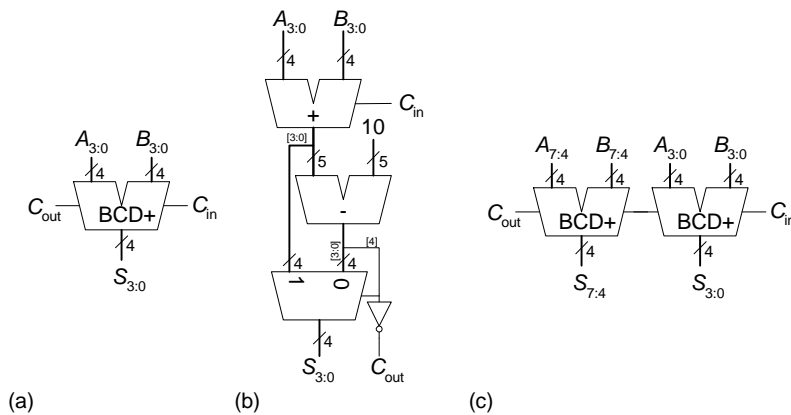 A3:0 B3:0
4 4
+
Cin
[3:0]
10
5 5
-
[3:0] [4]
4 4
1 0
4
S3:0
Cout
A3:0 B3:0
4 4
Cout BCD+ Cin
4
S3:0
A7:4 B7:4 A3:0 B3:0
4 4 4 4
Cout BCD+ BCD+ Cin
4 4
S7:4 S3:0
(a) (b) (c)